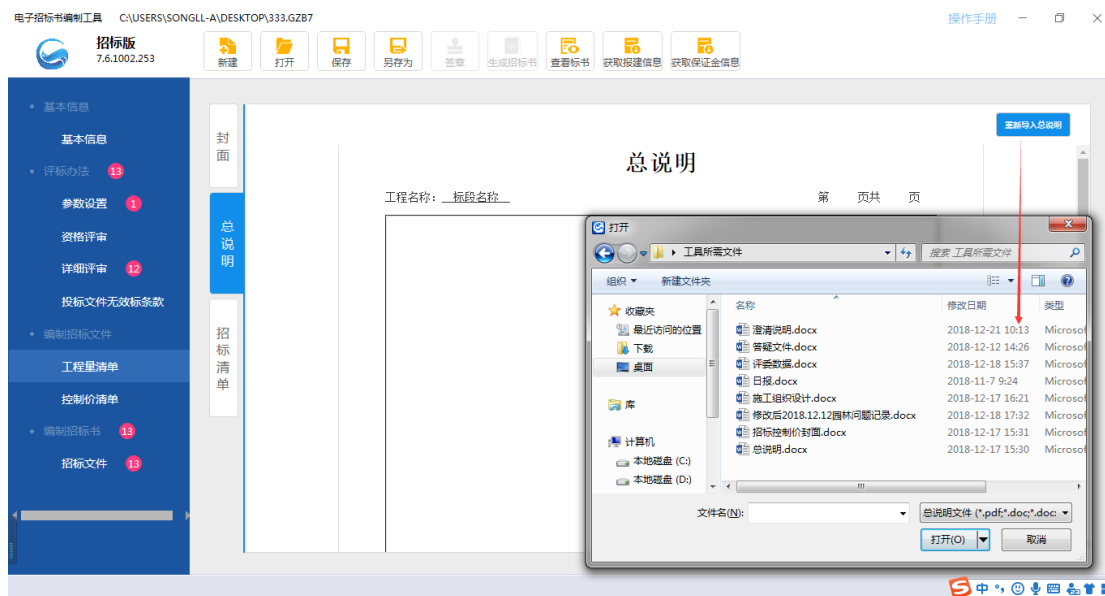 电子招标书编制工具 C:\USERS\SONGLL-A\DESKTOP\333.GZB7
操作手册
招标版
7.6.1002.253
新建
打开
保存
另存为
签章
生成招标书
查看标书
获取报建信息
获取保证金信息
基本信息
基本信息
评标办法 13
参数设置 1
资格评审
详细评审 12
投标文件无效标条款
编制招标文件
工程量清单
控制价清单
编制招标书 13
招标文件 13
封面
总说明
招标清单
重新导入总说明
总说明
工程名称： 标段名称 第 页共 页
打开
工具所需文件
搜索 工具所需文件
组织 新建文件夹
收藏夹
最近访问的位置
下载
桌面
库
计算机
本地磁盘 (C:)
本地磁盘 (D:)
名称 修改日期 类型
澄清说明.docx 2018-12-21 10:13 Microsof
答疑文件.docx 2018-12-12 14:26 Microsof
评委数据.docx 2018-12-18 15:37 Microsof
日报.docx 2018-11-7 9:24 Microsof
施工组织设计.docx 2018-12-17 16:21 Microsof
修改后2018.12.12园林问题记录.docx 2018-12-18 17:32 Microsof
招标控制价封面.docx 2018-12-17 15:31 Microsof
总说明.docx 2018-12-17 15:30 Microsof
文件名(N):
总说明文件 (*.pdf;*.doc;*.doc:
打开(O)
取消
中